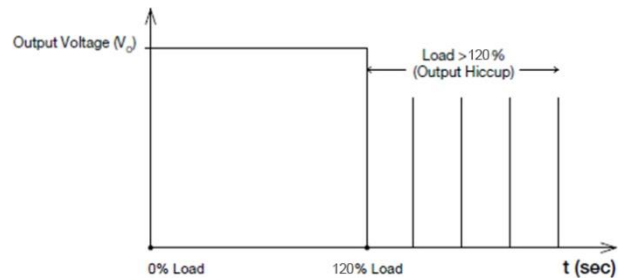 Output Voltage (Vo)
Load >120%
(Output Hiccup)
0% Load
120% Load
t (sec)